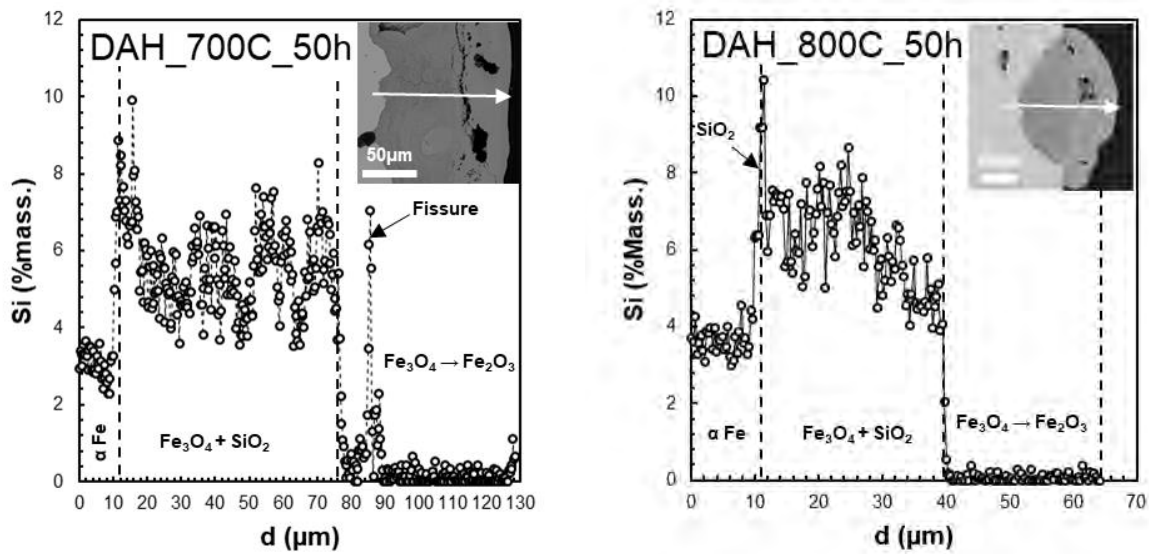 DAH_700C_50h
12
10
8
6
4
2
0
Si (%mass.)
50µm
Fissure
α Fe
Fe₃O₄ + SiO₂
Fe₃O₄ → Fe₂O₃
0 10 20 30 40 50 60 70 80 90 100 110 120 130
d (µm)
DAH_800C_50h
12
10
8
6
4
2
0
Si (%Mass.)
SiO₂
α Fe
Fe₃O₄ + SiO₂
Fe₃O₄ → Fe₂O₃
0 10 20 30 40 50 60 70
d (µm)